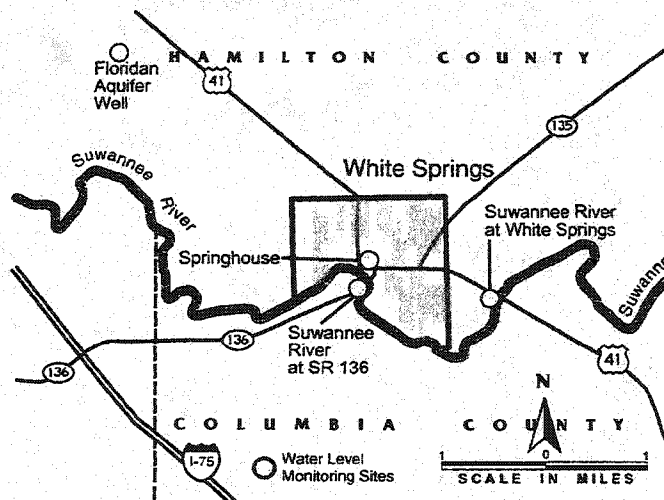 HAMILTON COUNTY
Floridan
Aquifer
Well
41
135
Suwannee
River
White Springs
Suwannee River
at White Springs
Springhouse
Suwanne
136
Suwannee
River
at SR 136
136
41
N
COLUMBIA COUNTY
I-75
Water Level
Monitoring Sites
1 0 1
SCALE IN MILES